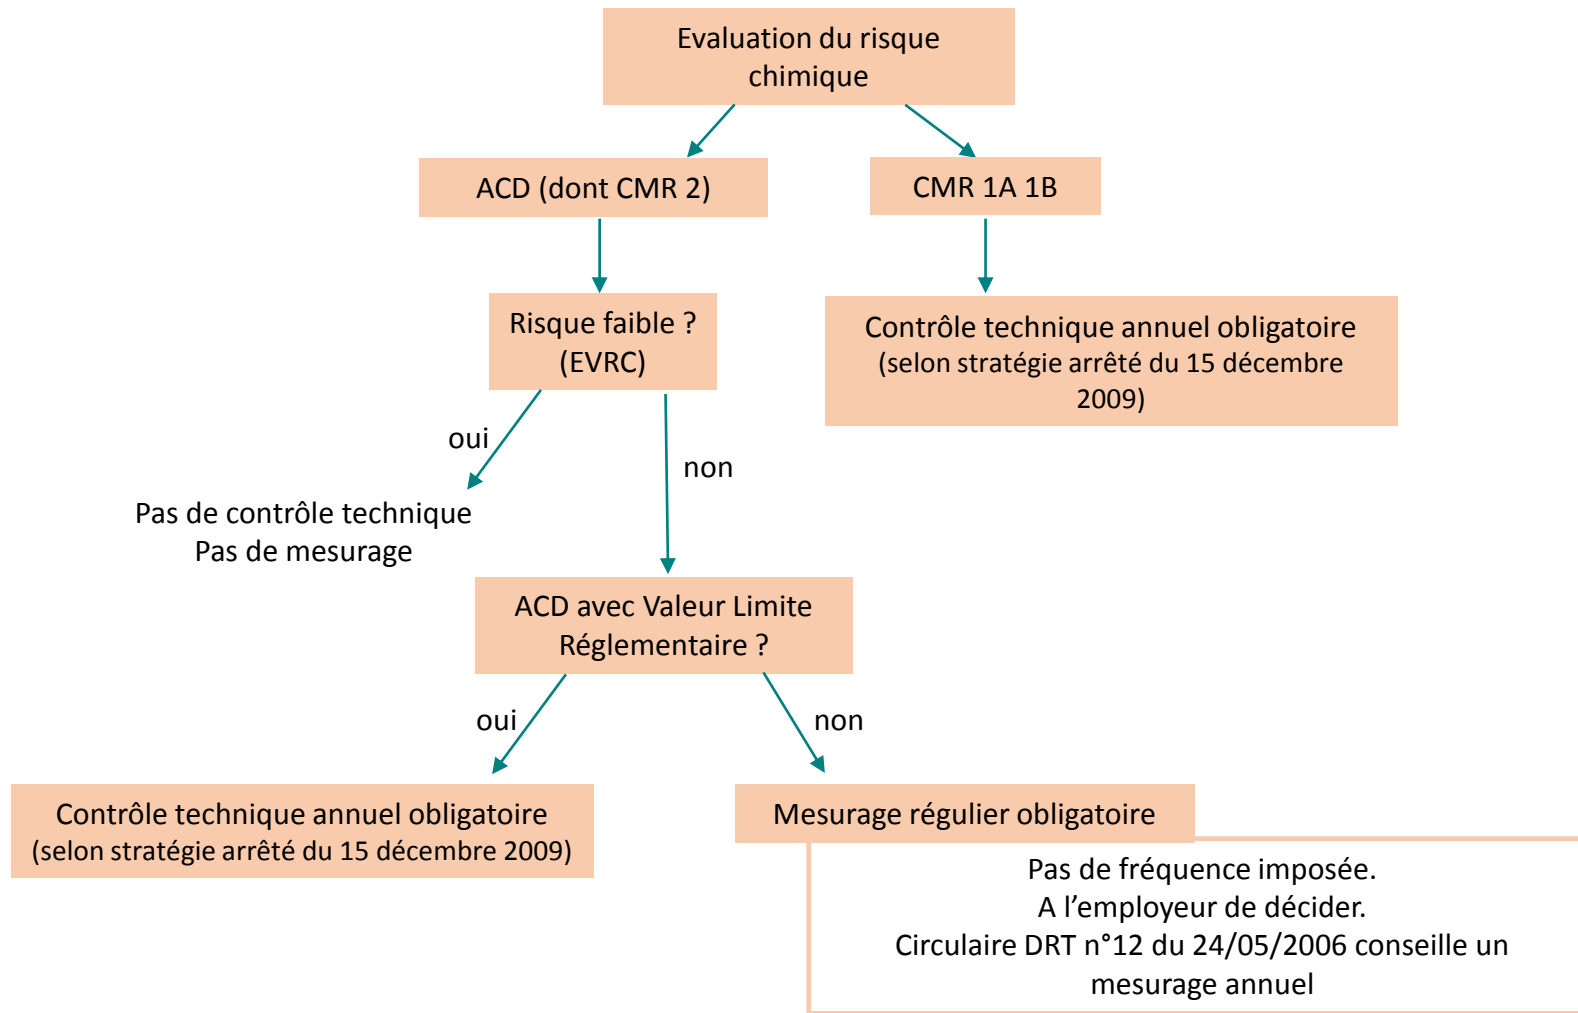 Evaluation du risque
chimique
ACD (dont CMR 2)
CMR 1A 1B
Risque faible ?
(EVRC)
Contrôle technique annuel obligatoire
(selon stratégie arrêté du 15 décembre
2009)
oui
non
Pas de contrôle technique
Pas de mesurage
ACD avec Valeur Limite
Réglementaire ?
oui
non
Contrôle technique annuel obligatoire
(selon stratégie arrêté du 15 décembre 2009)
Mesurage régulier obligatoire
Pas de fréquence imposée.
A l’employeur de décider.
Circulaire DRT n°12 du 24/05/2006 conseille un
mesurage annuel